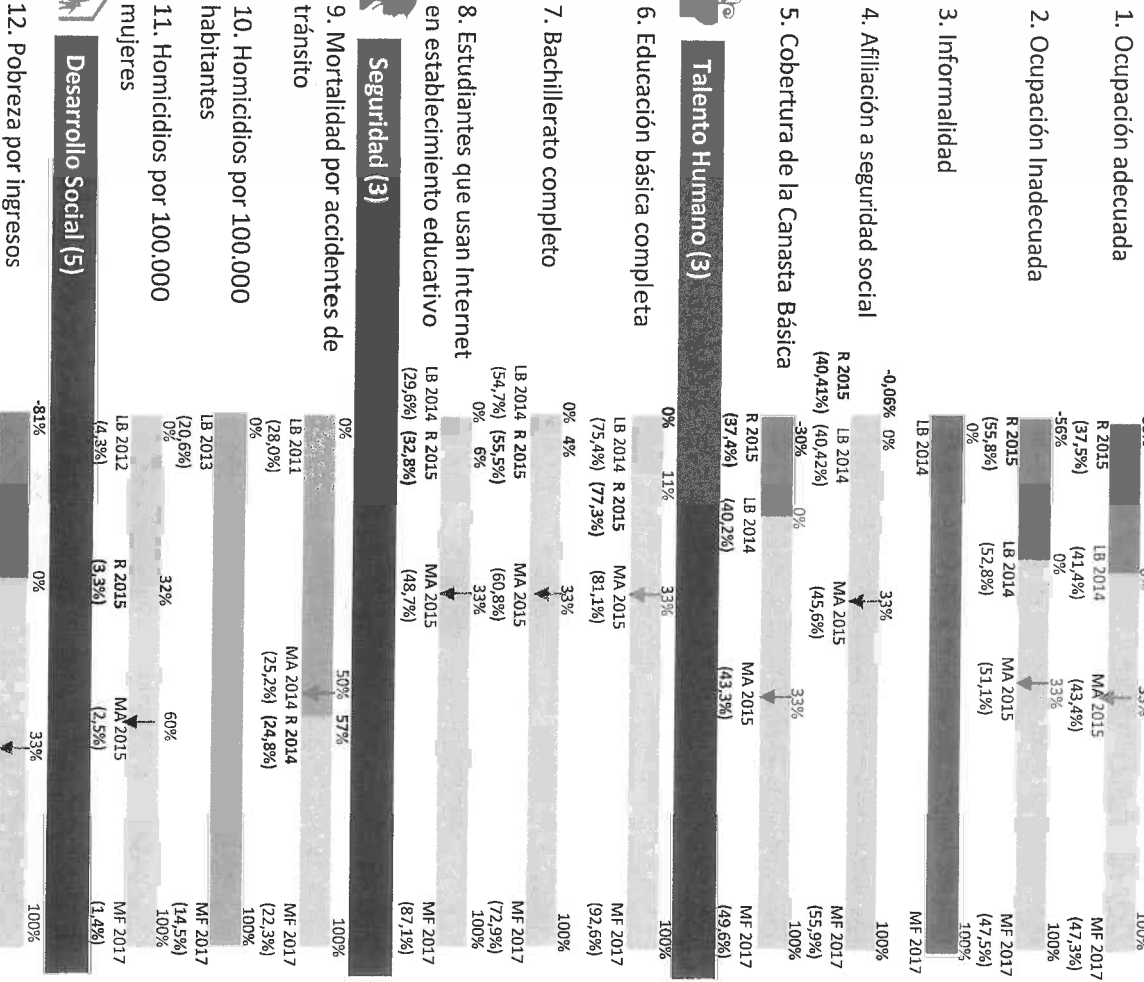 1. Ocupación adecuada
100%
R 2015 LB 2014 MA 2015 MF 2017
(37,5%) (41,4%) (43,4%) (47,3%)
2. Ocupación Inadecuada
-56% 0% 33% 100%
R 2015 LB 2014 MA 2015 MF 2017
(55,8%) (52,8%) (51,1%) (47,5%)
3. Informalidad
0% 100%
LB 2014 MF 2017
4. Afiliación a seguridad social
-0,06% 0% 33% 100%
R 2015 LB 2014 MA 2015 MF 2017
(40,41%) (40,42%) (45,6%) (55,9%)
5. Cobertura de la Canasta Básica
-30% 0% 33% 100%
R 2015 LB 2014 MA 2015 MF 2017
(37,4%) (40,2%) (43,3%) (49,6%)
Talento Humano (3)
6. Educación básica completa
0% 11% 33% 100%
LB 2014 R 2015 MA 2015 MF 2017
(75,4%) (77,3%) (81,1%) (92,6%)
7. Bachillerato completo
0% 4% 33% 100%
LB 2014 R 2015 MA 2015 MF 2017
(54,7%) (55,5%) (60,8%) (72,9%)
8. Estudiantes que usan Internet
en establecimiento educativo
0% 6% 33% 100%
LB 2014 R 2015 MA 2015 MF 2017
(29,6%) (32,8%) (48,7%) (87,1%)
Seguridad (3)
9. Mortalidad por accidentes de
tránsito
0% 50% 57% 100%
LB 2011 MA 2014 R 2014 MF 2017
(28,0%) (25,2%) (24,8%) (22,3%)
10. Homicidios por 100.000
habitantes
0% 100%
LB 2013 MF 2017
(20,6%) (14,5%)
11. Homicidios por 100.000
mujeres
0% 32% 60% 100%
LB 2012 R 2015 MA 2015 MF 2017
(4,3%) (3,3%) (2,5%) (1,4%)
Desarrollo Social (5)
12. Pobreza por ingresos
-81% 0% 33% 100%